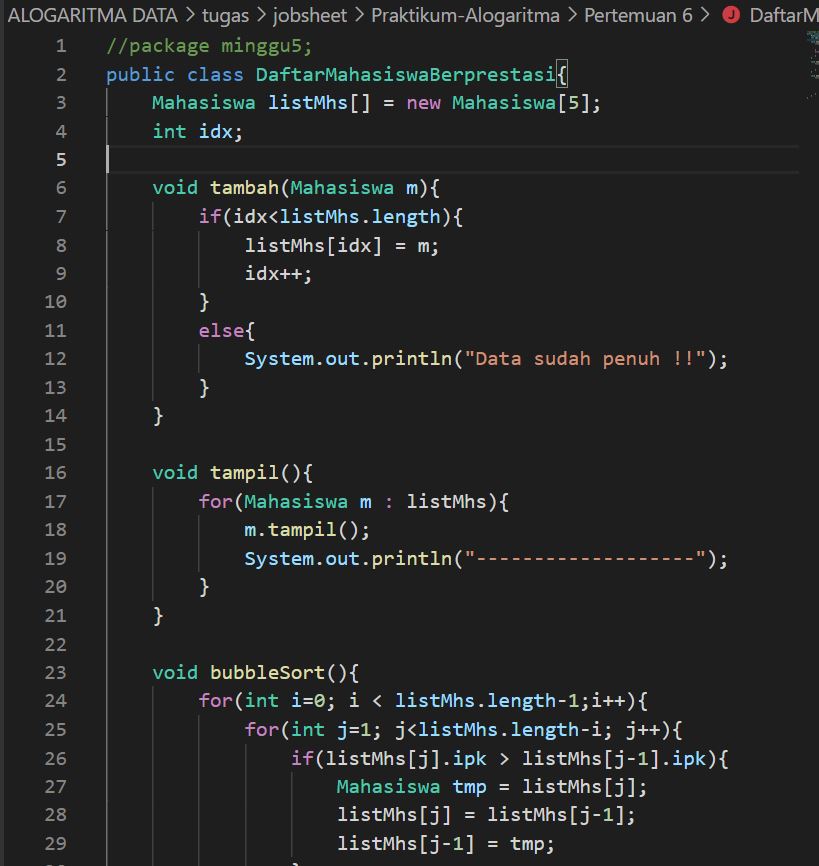 ALOGARITMA DATA > tugas > jobsheet > Praktikum-Alogaritma > Pertemuan 6 > J DaftarM
1 //package minggu5;
2 public class DaftarMahasiswaBerprestasi{
3 Mahasiswa listMhs[] = new Mahasiswa[5];
4 int idx;
5
6 void tambah(Mahasiswa m){
7 if(idx<listMhs.length){
8 listMhs[idx] = m;
9 idx++;
10 }
11 else{
12 System.out.println("Data sudah penuh !!");
13 }
14 }
15
16 void tampil(){
17 for(Mahasiswa m : listMhs){
18 m.tampil();
19 System.out.println("-------------------");
20 }
21 }
22
23 void bubbleSort(){
24 for(int i=0; i < listMhs.length-1;i++){
25 for(int j=1; j<listMhs.length-i; j++){
26 if(listMhs[j].ipk > listMhs[j-1].ipk){
27 Mahasiswa tmp = listMhs[j];
28 listMhs[j] = listMhs[j-1];
29 listMhs[j-1] = tmp;